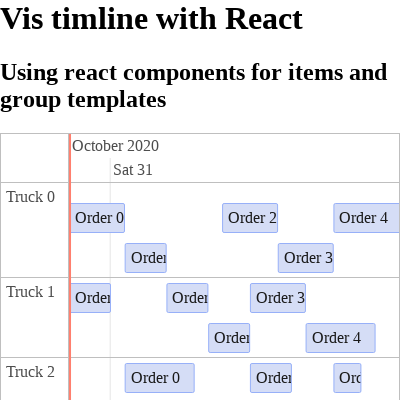 Vis timline with React
Using react components for items and
group templates
October 2020
Sat 31
Truck 0
Order 0
Order 2
Order 4
Order
Order 3
Truck 1
Order
Order
Order 3
Order
Order 4
Truck 2
Order 0
Order
Orc